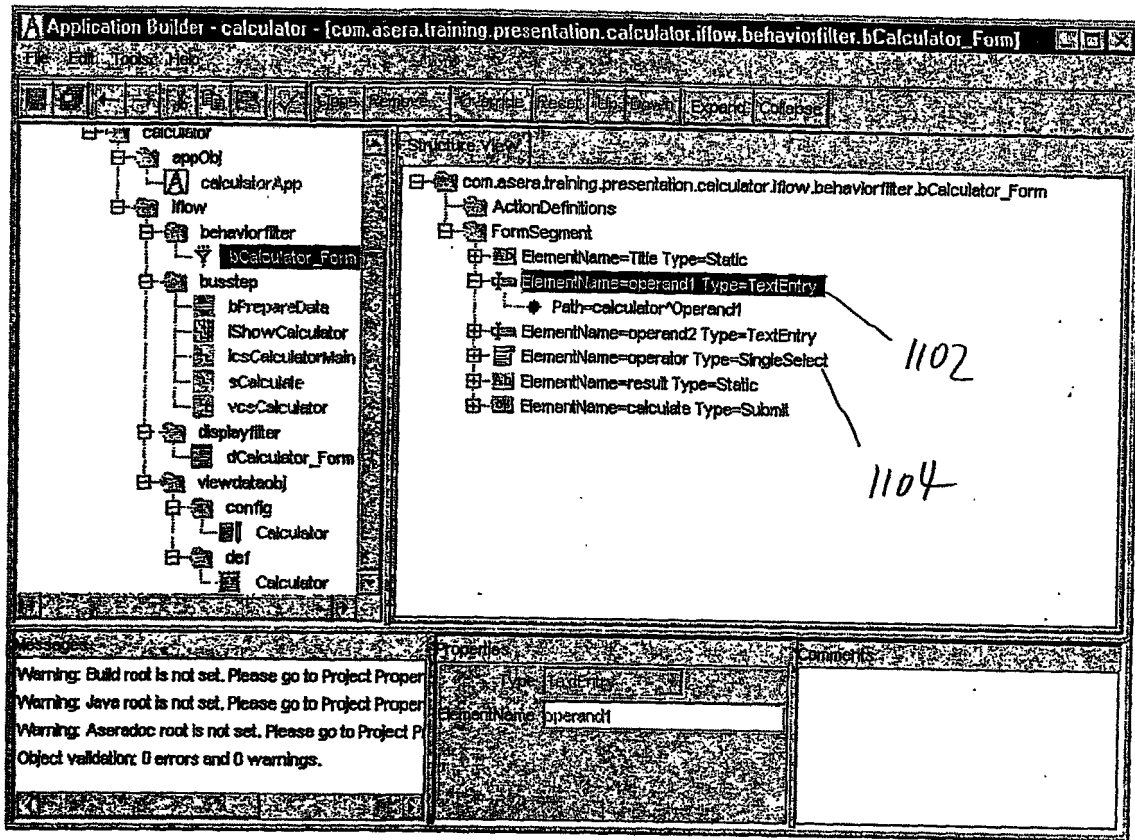 A Application Builder - calculator - [com.asera.training.presentation.calculator.iflow.behaviorfilter.bCalculator_Form]
File Edit Tools Help
Clean Remove Override Reset Up Down Expand Collapse
calculator
appObj
A calculatorApp
iflow
behaviorfilter
bCalculator_Form
busstep
bPrepareData
IShowCalculator
IcsCalculatorMain
sCalculate
vcsCalculator
displayfilter
dCalculator_Form
viewdataobj
config
Calculator
def
Calculator
Structure View
com.asera.training.presentation.calculator.iflow.behaviorfilter.bCalculator_Form
ActionDefinitions
FormSegment
ElementName=Title Type=Static
ElementName=operand1 Type=TextEntry
Path=calculator^Operand1
ElementName=operand2 Type=TextEntry
ElementName=operator Type=SingleSelect
ElementName=result Type=Static
ElementName=calculate Type=Submit
1102
1104
Messages
Warning: Build root is not set. Please go to Project Proper
Warning: Java root is not set. Please go to Project Proper
Warning: Aseradoc root is not set. Please go to Project P
Object validation: 0 errors and 0 warnings.
Properties
Type TextEntry
ElementName operand1
Comments